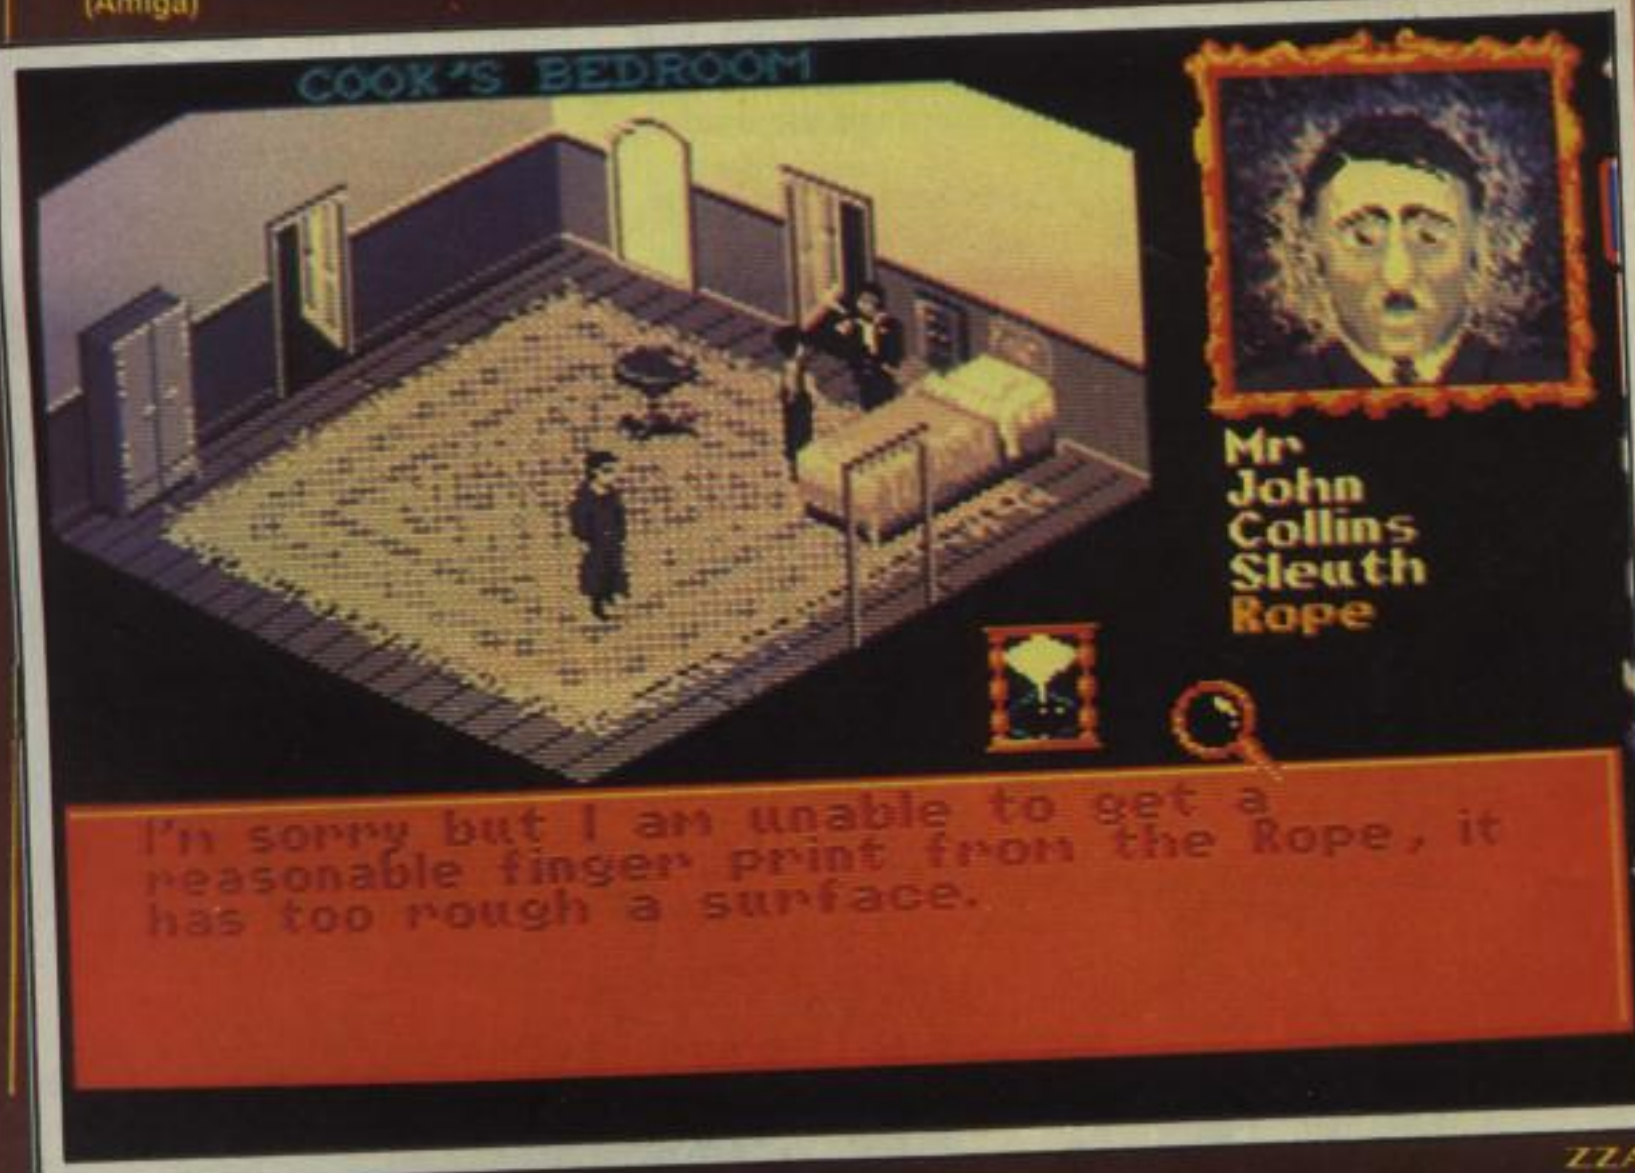 (Amiga)
COOK'S BEDROOM
Mr
John
Collins
Sleuth
Rope
I'm sorry but I am unable to get a
reasonable finger print from the Rope, it
has too rough a surface.